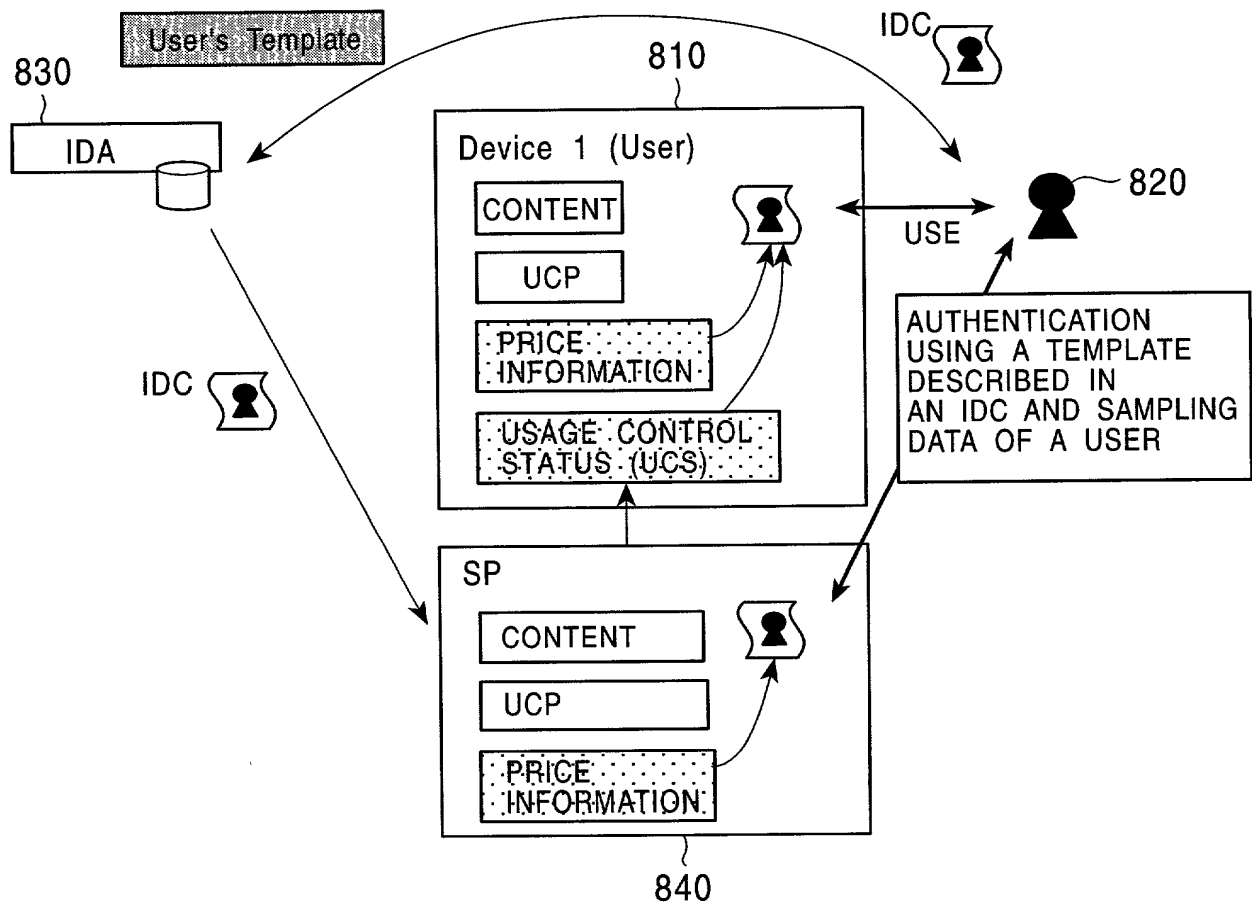 User's Template
IDC
830
810
IDA
Device 1 (User)
820
CONTENT
USE
UCP
AUTHENTICATION
USING A TEMPLATE
DESCRIBED IN
AN IDC AND SAMPLING
DATA OF A USER
PRICE
INFORMATION
IDC
USAGE CONTROL
STATUS (UCS)
SP
CONTENT
UCP
PRICE
INFORMATION
840